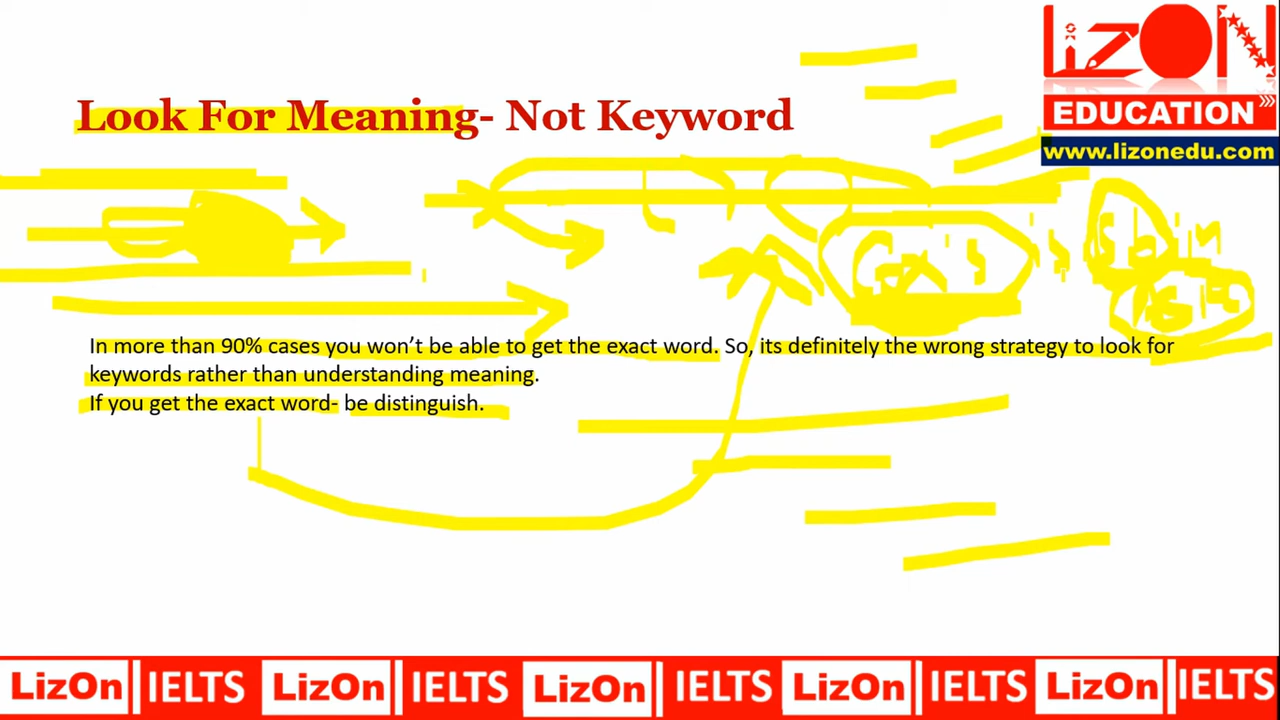 LizON
EDUCATION
www.lizonedu.com
Look For Meaning- Not Keyword
In more than 90% cases you won't be able to get the exact word. So, its definitely the wrong strategy to look for
keywords rather than understanding meaning.
If you get the exact word- be distinguish.
LizOn IELTS LizOn IELTS LizOn IELTS LizOn IELTS LizOn IELTS